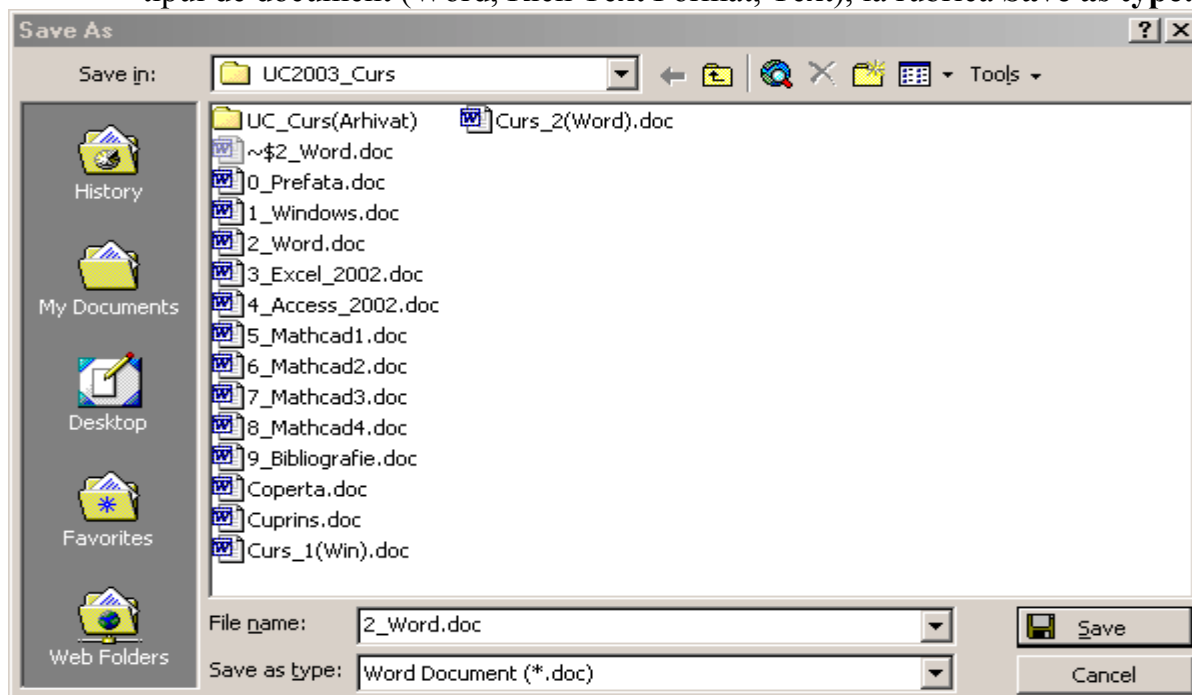 tipul de document (Word, Rich Text Format, Text), la rubrica Save as type.
Save As
Save in: UC2003_Curs Tools
UC_Curs(Arhivat) Curs_2(Word).doc
~$2_Word.doc
0_Prefata.doc
1_Windows.doc
2_Word.doc
3_Excel_2002.doc
4_Access_2002.doc
5_Mathcad1.doc
6_Mathcad2.doc
7_Mathcad3.doc
8_Mathcad4.doc
9_Bibliografie.doc
Coperta.doc
Cuprins.doc
Curs_1(Win).doc
History
My Documents
Desktop
Favorites
Web Folders
File name: 2_Word.doc Save
Save as type: Word Document (*.doc) Cancel